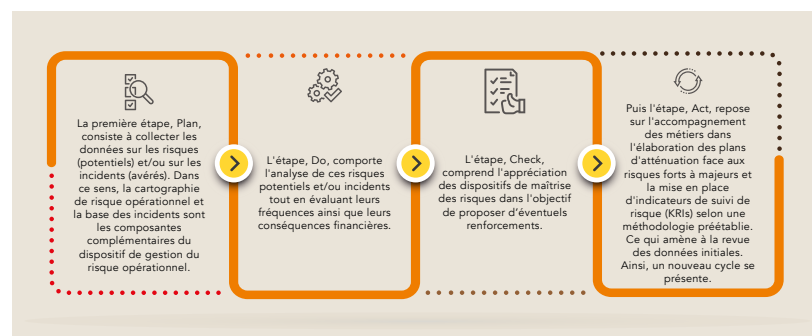 La première étape, Plan,
consiste à collecter les
données sur les risques
(potentiels) et/ou sur les
incidents (avérés). Dans
ce sens, la cartographie
de risque opérationnel et
la base des incidents sont
les composantes
complémentaires du
dispositif de gestion du
risque opérationnel.
L'étape, Do, comporte
l'analyse de ces risques
potentiels et/ou incidents
tout en évaluant leurs
fréquences ainsi que leurs
conséquences financières.
L'étape, Check,
comprend l'appréciation
des dispositifs de maîtrise
des risques dans l'objectif
de proposer d’éventuels
renforcements.
Puis l'étape, Act, repose
sur l'accompagnement
des métiers dans
l'élaboration des plans
d'atténuation face aux
risques forts à majeurs et
la mise en place
d'indicateurs de suivi de
risque (KRIs) selon une
méthodologie préétablie.
Ce qui amène à la revue
des données initiales.
Ainsi, un nouveau cycle se
présente.